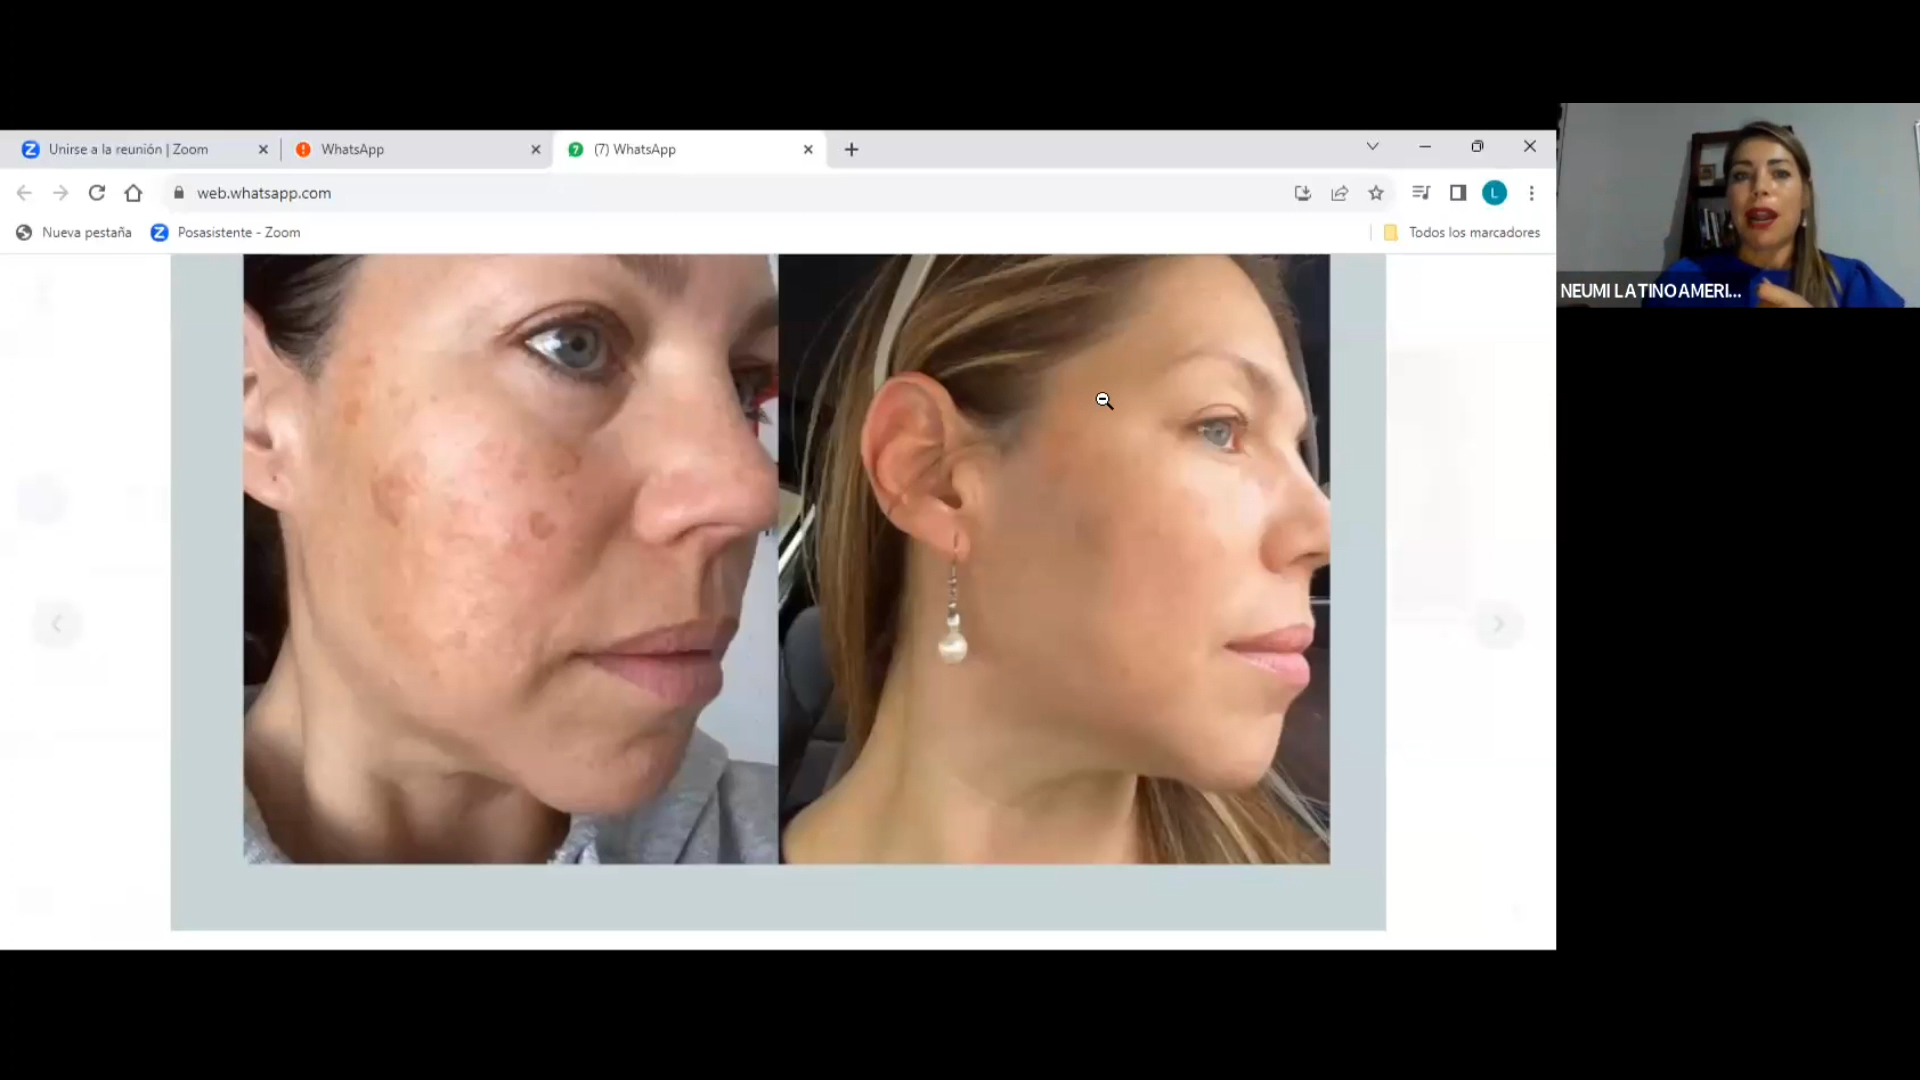 Unirse a la reunión | Zoom
WhatsApp
7 (7) WhatsApp
web.whatsapp.com
L
Nueva pestaña
Posasistente - Zoom
Todos los marcadores
NEUMI LATINOAMERI...